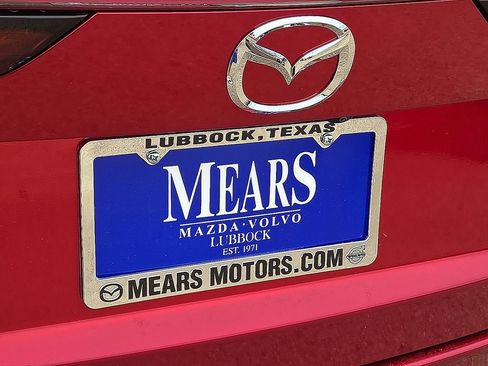 LUBBOCK, TEXAS
MEARS
MAZDA · VOLVO
LUBBOCK
EST. 1971
MEARS MOTORS.COM